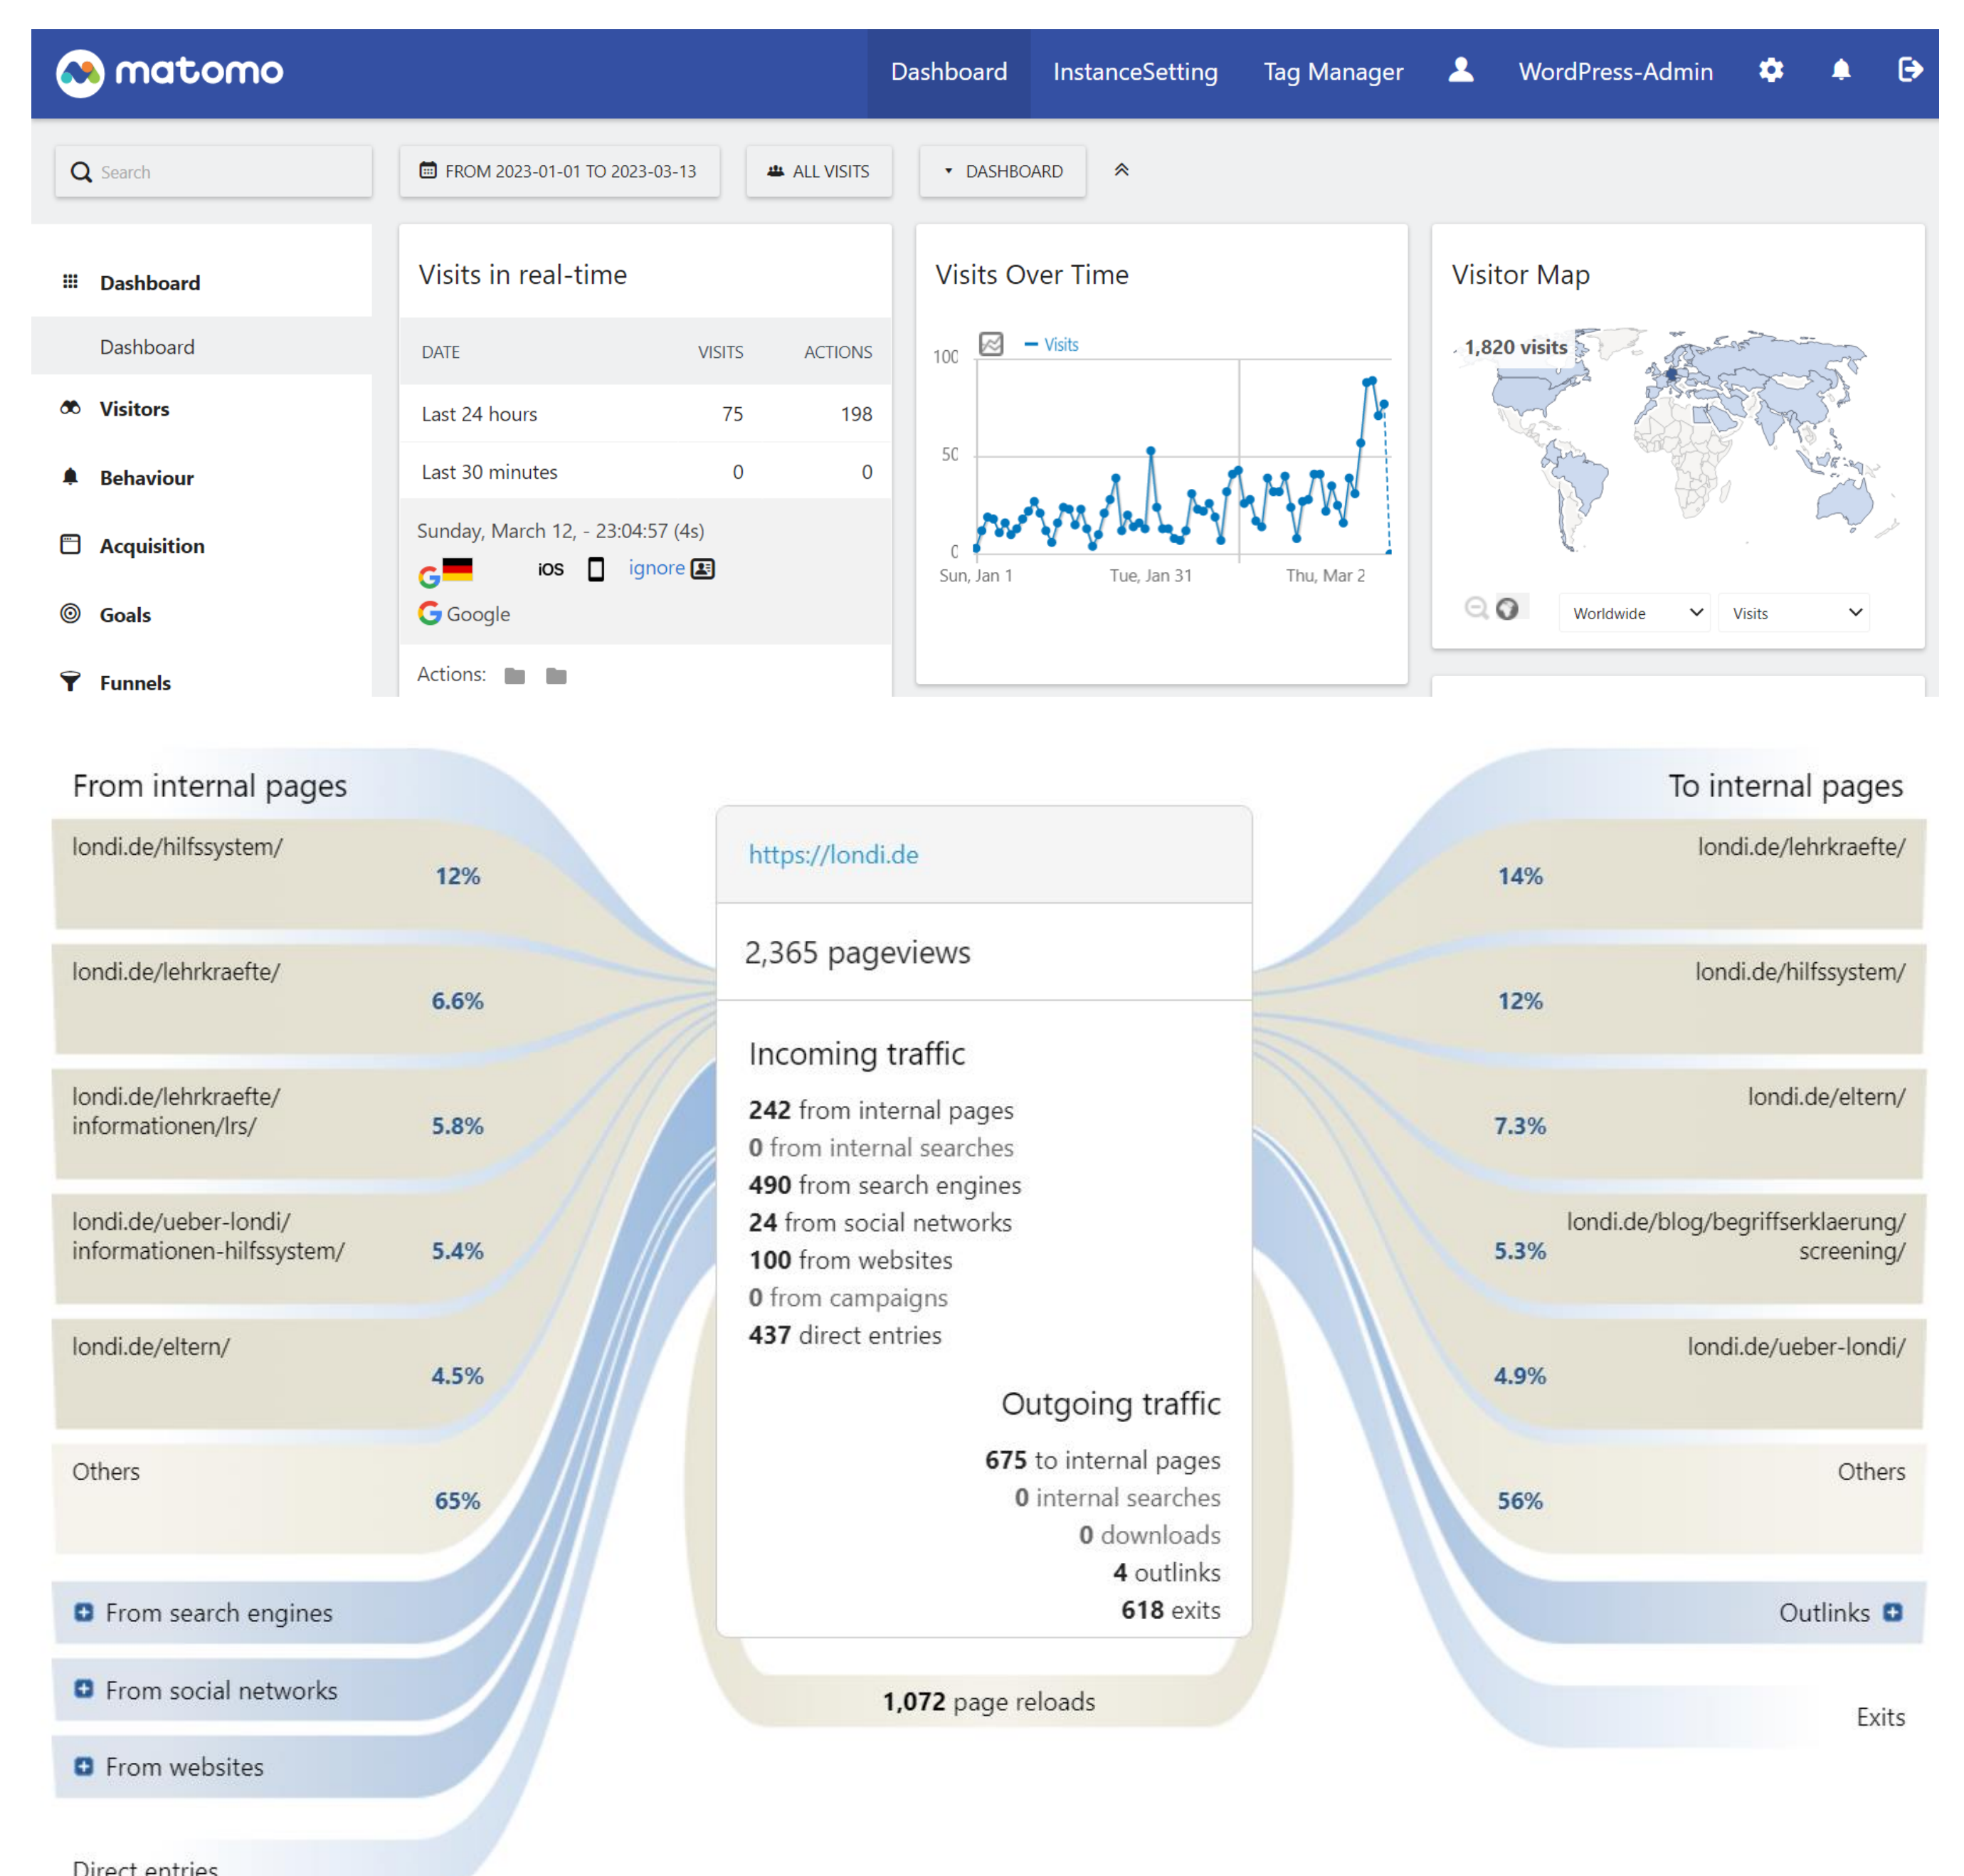 matomo
Dashboard InstanceSetting Tag Manager WordPress-Admin
Search
FROM 2023-01-01 TO 2023-03-13 ALL VISITS DASHBOARD
Dashboard
Dashboard
Visitors
Behaviour
Acquisition
Goals
Funnels
Visits in real-time
DATE VISITS ACTIONS
Last 24 hours 75 198
Last 30 minutes 0 0
Sunday, March 12, - 23:04:57 (4s)
iOS ignore
Google
Actions:
Visits Over Time
Visits
100
50
0
Sun, Jan 1 Tue, Jan 31 Thu, Mar 2
Visitor Map
1,820 visits
Worldwide Visits
From internal pages
londi.de/hilfssystem/
12%
londi.de/lehrkraefte/
6.6%
londi.de/lehrkraefte/
informationen/lrs/
5.8%
londi.de/ueber-londi/
informationen-hilfssystem/
5.4%
londi.de/eltern/
4.5%
Others
65%
From search engines
From social networks
From websites
Direct entries
https://londi.de
2,365 pageviews
Incoming traffic
242 from internal pages
0 from internal searches
490 from search engines
24 from social networks
100 from websites
0 from campaigns
437 direct entries
Outgoing traffic
675 to internal pages
0 internal searches
0 downloads
4 outlinks
618 exits
1,072 page reloads
To internal pages
londi.de/lehrkraefte/
14%
londi.de/hilfssystem/
12%
londi.de/eltern/
7.3%
londi.de/blog/begriffserklaerung/
screening/
5.3%
londi.de/ueber-londi/
4.9%
Others
56%
Outlinks
Exits